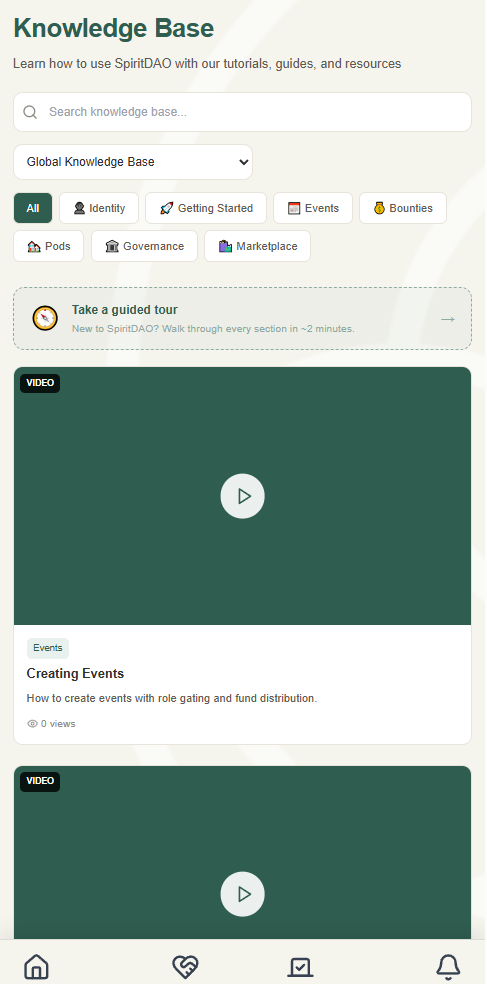 Knowledge Base
Learn how to use SpiritDAO with our tutorials, guides, and resources
Search knowledge base...
Global Knowledge Base
All
Identity
Getting Started
Events
Bounties
Pods
Governance
Marketplace
Take a guided tour
New to SpiritDAO? Walk through every section in ~2 minutes.
→
VIDEO
Events
Creating Events
How to create events with role gating and fund distribution.
0 views
VIDEO